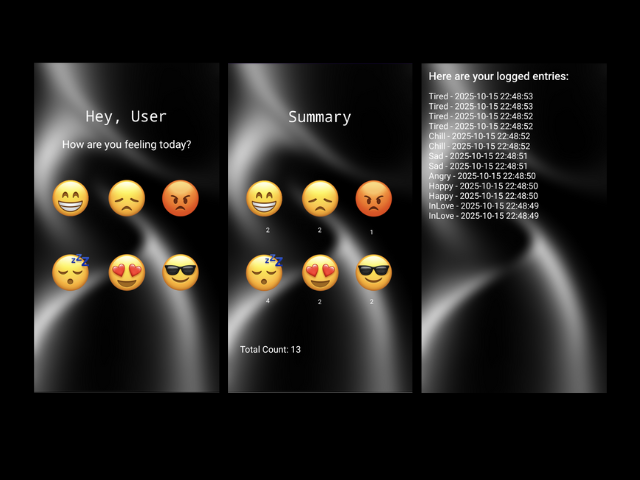 Hey, User
How are you feeling today?
Summary
2
2
1
4
2
2
Total Count: 13
Here are your logged entries:
Tired - 2025-10-15 22:48:53
Tired - 2025-10-15 22:48:53
Tired - 2025-10-15 22:48:52
Tired - 2025-10-15 22:48:52
Chill - 2025-10-15 22:48:52
Chill - 2025-10-15 22:48:52
Sad - 2025-10-15 22:48:51
Sad - 2025-10-15 22:48:51
Angry - 2025-10-15 22:48:50
Happy - 2025-10-15 22:48:50
Happy - 2025-10-15 22:48:50
InLove - 2025-10-15 22:48:49
InLove - 2025-10-15 22:48:49